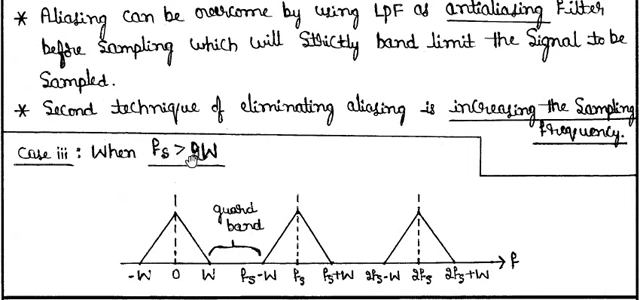 * Aliasing can be overcome by using LPF as antialiasing Filter
before sampling which will Strictly band limit the Signal to be
Sampled.
* Second technique of eliminating aliasing is increasing the Sampling
frequency.
Case iii : When fs > 2W
guard
band
-W 0 W fs-W fs fs+W 2fs-W 2fs 2fs+W f